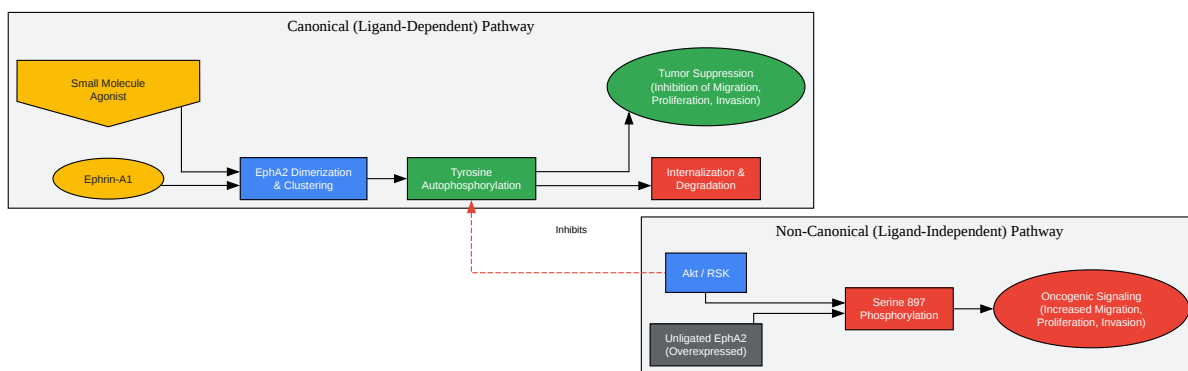 Canonical (Ligand-Dependent) Pathway
Small Molecule
Agonist
Tumor Suppression
(Inhibition of Migration,
Proliferation, Invasion)
Ephrin-A1
EphA2 Dimerization
& Clustering
Tyrosine
Autophosphorylation
Internalization &
Degradation
Inhibits
Non-Canonical (Ligand-Independent) Pathway
Akt / RSK
Serine 897
Phosphorylation
Oncogenic Signaling
(Increased Migration,
Proliferation, Invasion)
Unligated EphA2
(Overexpressed)